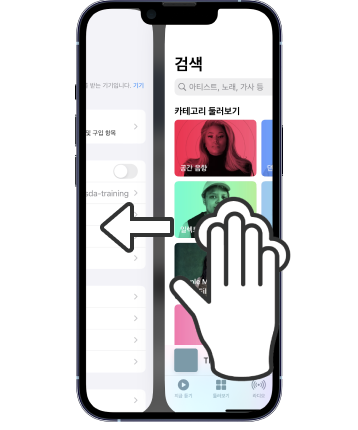 검색
를 받는 기기입니다. 기기
아티스트, 노래, 가사 등
카테고리 둘러보기
및 구입 항목
공간 음향
sda-training
지금 듣기
둘러보기
라디오